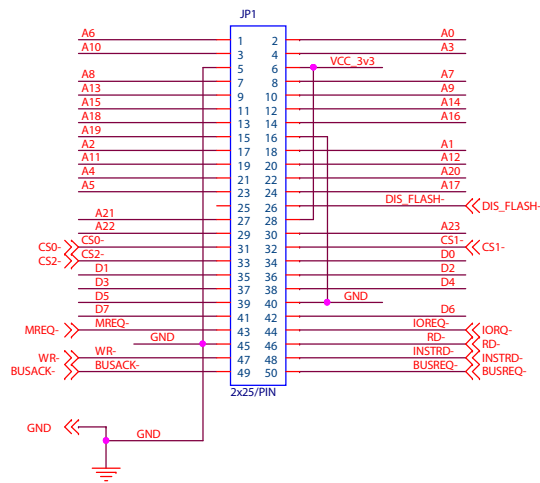 JP1
A6 1 2 A0
A10 3 4 A3
5 6 VCC_3v3
A8 7 8 A7
A13 9 10 A9
A15 11 12 A14
A18 13 14 A16
A19 15 16
A2 17 18 A1
A11 19 20 A12
A4 21 22 A20
A5 23 24 A17
25 26 DIS_FLASH- DIS_FLASH-
A21 27 28
A22 29 30 A23
CS0- CS0- 31 32 CS1- CS1-
CS2- CS2- 33 34 D0
D1 35 36 D2
D3 37 38 D4
D5 39 40 GND
D7 41 42 D6
MREQ- MREQ- 43 44 IOREQ- IORQ-
GND 45 46 RD- RD-
WR- WR- 47 48 INSTRD- INSTRD-
BUSACK- BUSACK- 49 50 BUSREQ- BUSREQ-
2x25/PIN
GND GND